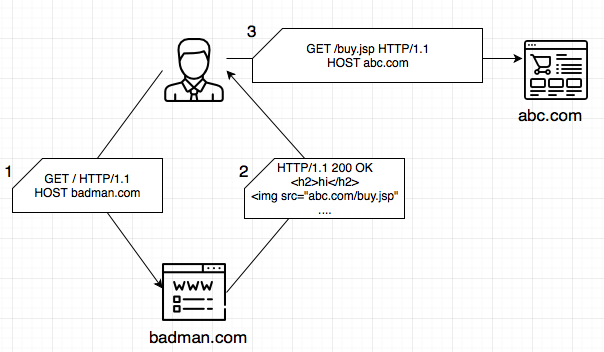 3
GET /buy.jsp HTTP/1.1
HOST abc.com
abc.com
1
GET / HTTP/1.1
HOST badman.com
2
HTTP/1.1 200 OK
<h2>hi</h2>
<img src="abc.com/buy.jsp"
....
WWW
badman.com